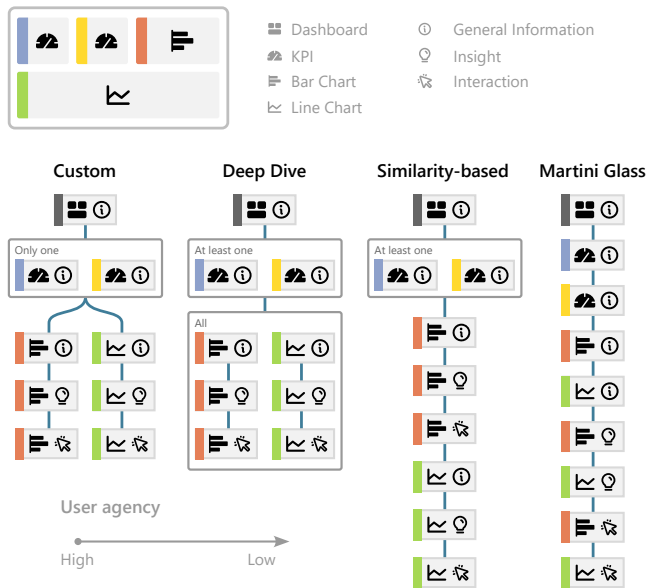 Dashboard
KPI
Bar Chart
Line Chart
General Information
Insight
Interaction
Custom
Deep Dive
Similarity-based
Martini Glass
Only one
At least one
At least one
All
User agency
High
Low